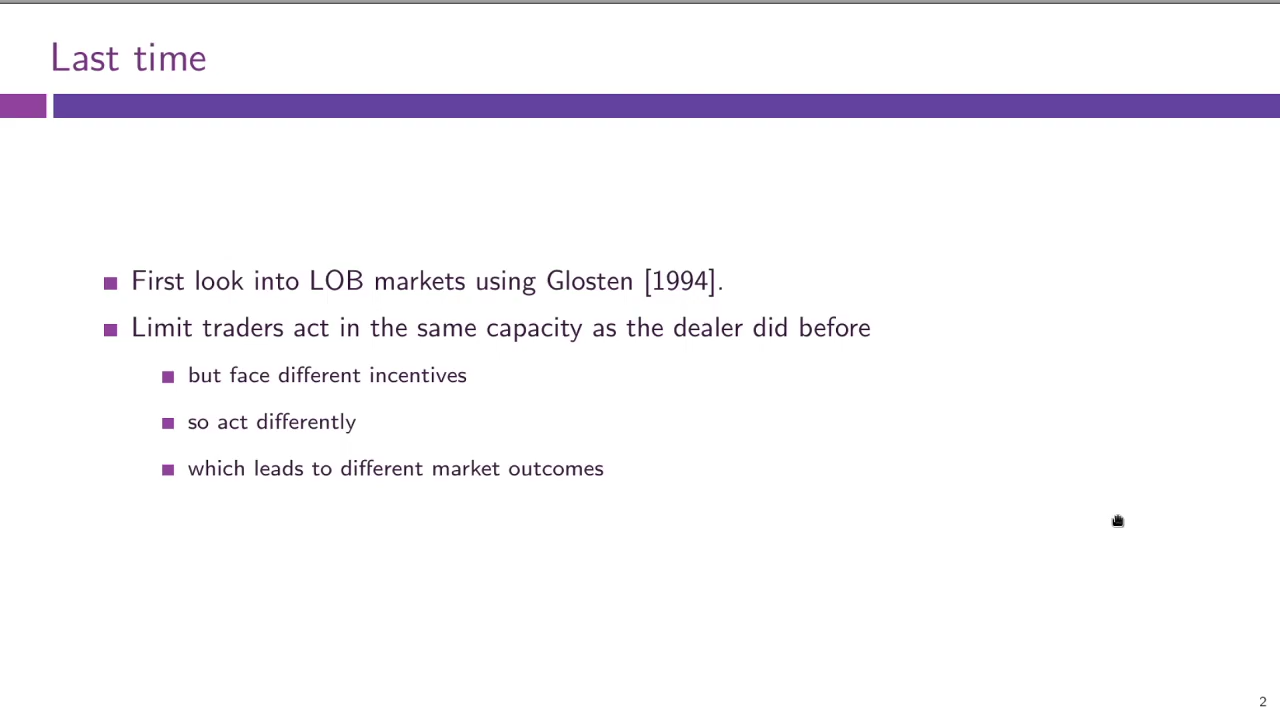 Last time
First look into LOB markets using Glosten [1994].
Limit traders act in the same capacity as the dealer did before
but face different incentives
so act differently
which leads to different market outcomes
2